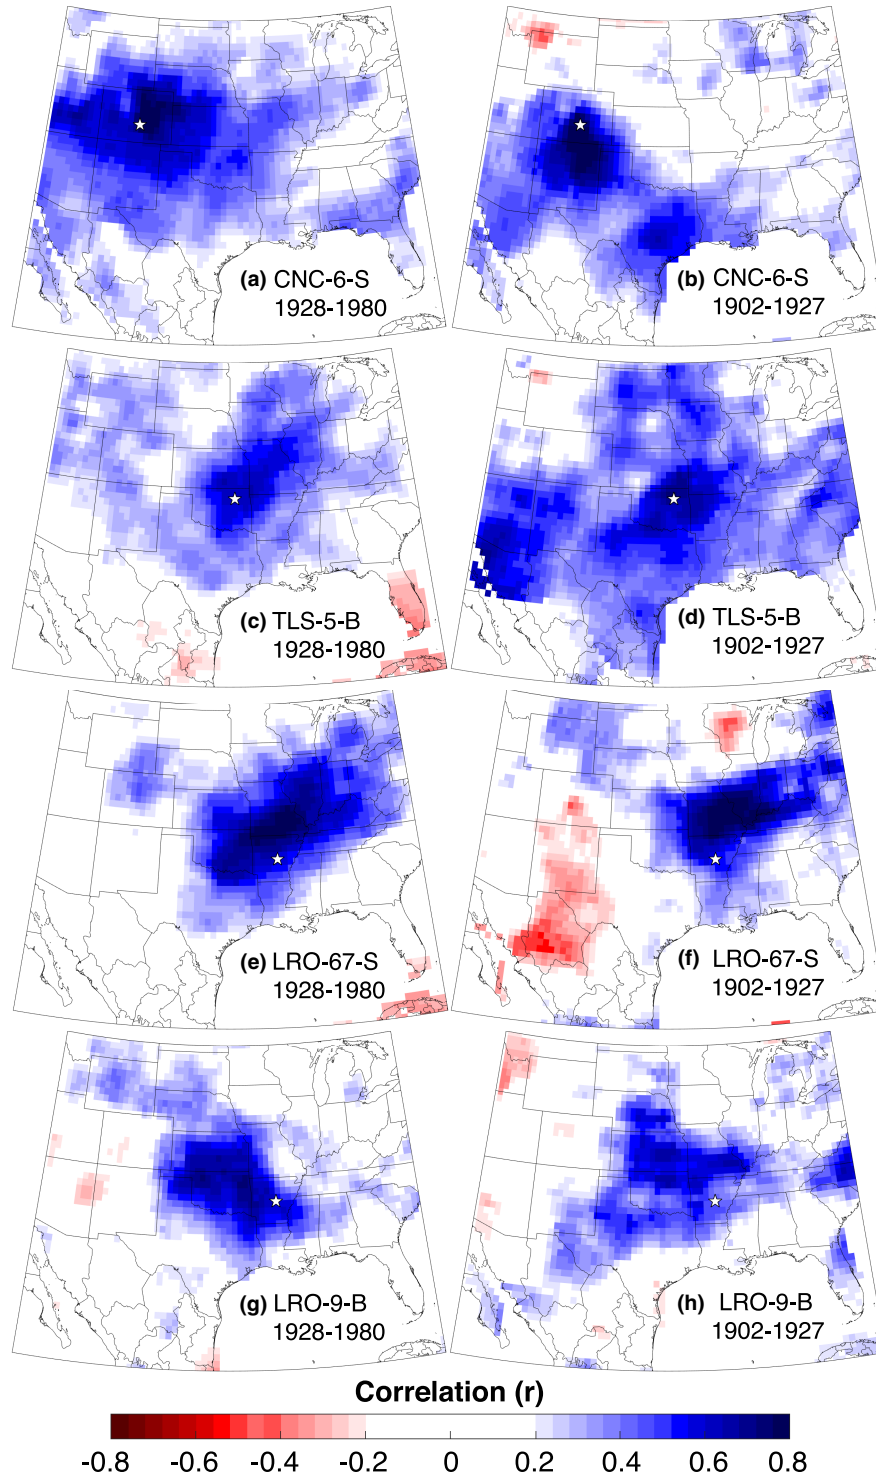 (a) CNC-6-S
1928-1980
(b) CNC-6-S
1902-1927
(c) TLS-5-B
1928-1980
(d) TLS-5-B
1902-1927
(e) LRO-67-S
1928-1980
(f) LRO-67-S
1902-1927
(g) LRO-9-B
1928-1980
(h) LRO-9-B
1902-1927
Correlation (r)
-0.8 -0.6 -0.4 -0.2 0 0.2 0.4 0.6 0.8